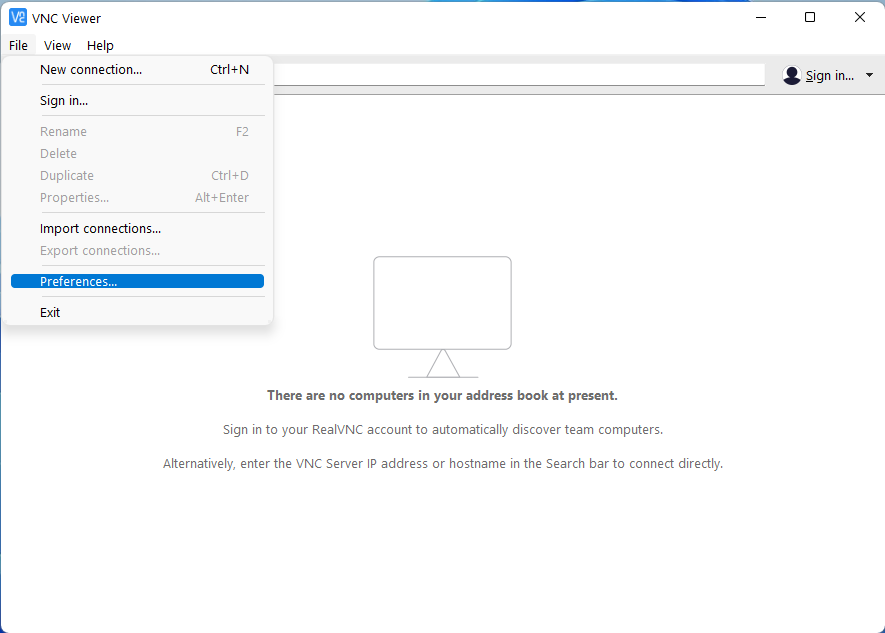 VNC Viewer
File View Help
New connection... Ctrl+N
Sign in...
Sign in...
Rename F2
Delete
Duplicate Ctrl+D
Properties... Alt+Enter
Import connections...
Export connections...
Preferences...
Exit
There are no computers in your address book at present.
Sign in to your RealVNC account to automatically discover team computers.
Alternatively, enter the VNC Server IP address or hostname in the Search bar to connect directly.